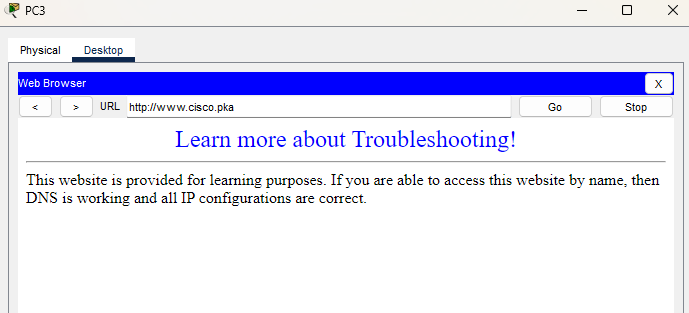 PC3
Physical Desktop
Web Browser X
< > URL http://www.cisco.pka Go Stop
Learn more about Troubleshooting!
This website is provided for learning purposes. If you are able to access this website by name, then
DNS is working and all IP configurations are correct.